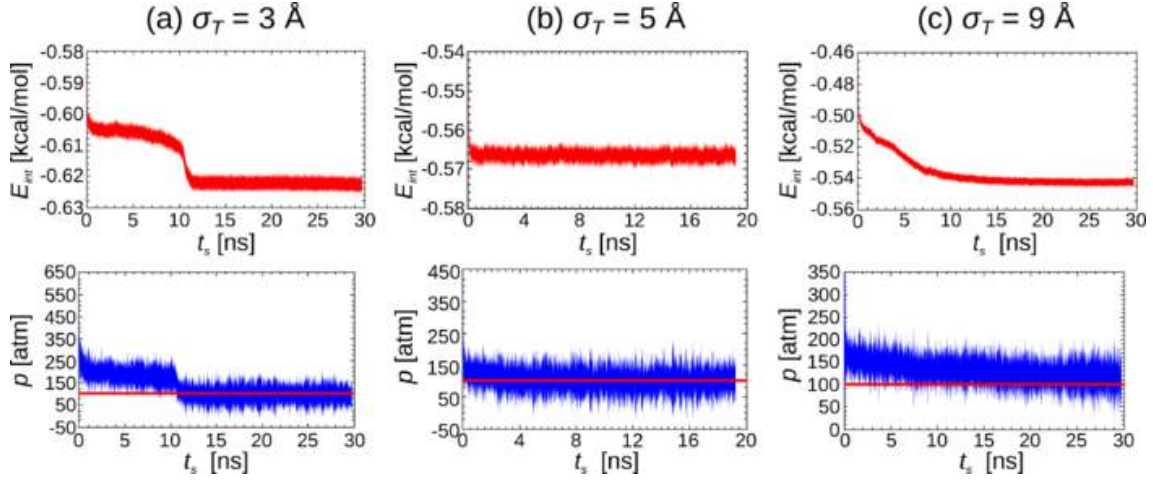 (a) σT = 3 Å
(b) σT = 5 Å
(c) σT = 9 Å
Eint [kcal/mol]
-0.58
-0.59
-0.60
-0.61
-0.62
-0.63
0 5 10 15 20 25 30
ts [ns]
Eint [kcal/mol]
-0.54
-0.55
-0.56
-0.57
-0.58
0 4 8 12 16 20
ts [ns]
Eint [kcal/mol]
-0.46
-0.48
-0.50
-0.52
-0.54
-0.56
0 5 10 15 20 25 30
ts [ns]
p [atm]
650
550
450
350
250
150
50
-50
0 5 10 15 20 25 30
ts [ns]
p [atm]
450
350
250
150
50
-50
0 4 8 12 16 20
ts [ns]
p [atm]
350
300
250
200
150
100
50
0
0 5 10 15 20 25 30
ts [ns]